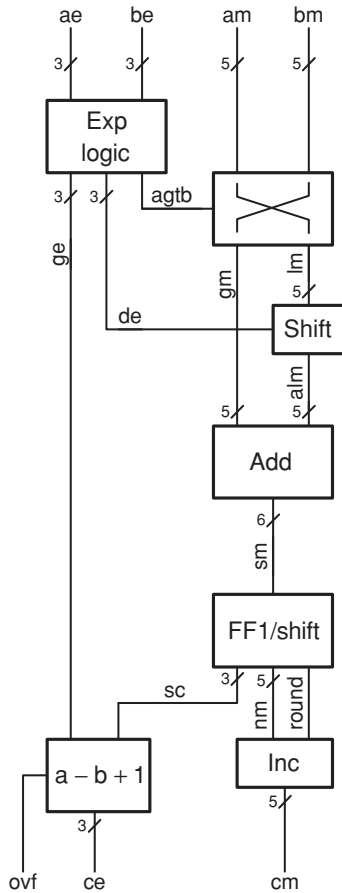 ae be am bm
3 3 5 5
Exp
logic
3 3 agtb
ge gm lm
5
de Shift
alm
5 5
Add
6
sm
FF1/shift
3 5
sc nm round
a – b + 1 Inc
3 5
ovf ce cm